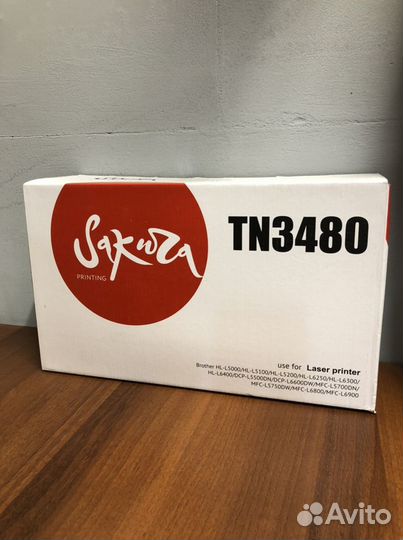 Sakura
PRINTING
TN3480
use for Laser printer
Brother HL-L5000/HL-L5100/HL-L5200/HL-L6250/HL-L6300/
HL-L6400/DCP-L5500DN/DCP-L6600DW/MFC-L5700DN/
MFC-L5750DW/MFC-L6800/MFC-L6900
Avito